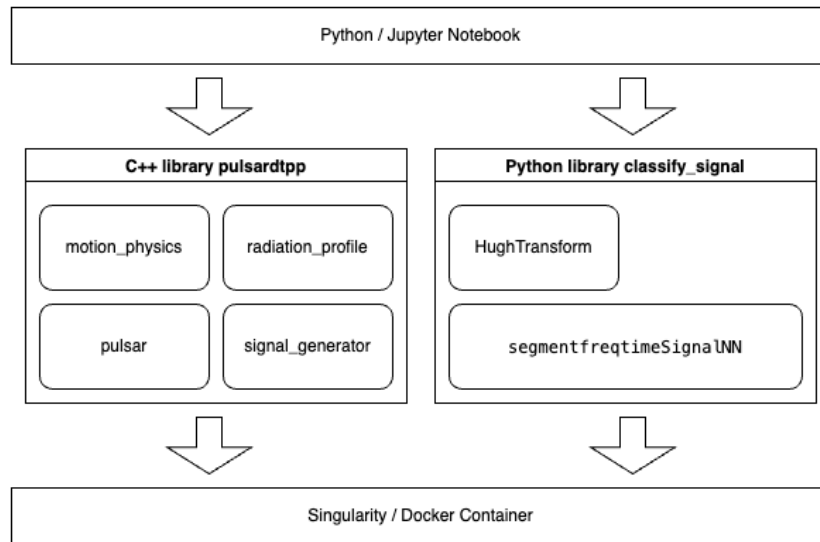 Python / Jupyter Notebook
C++ library pulsardtpp
motion_physics
radiation_profile
pulsar
signal_generator
Python library classify_signal
HughTransform
segmentfreqtimeSignalNN
Singularity / Docker Container